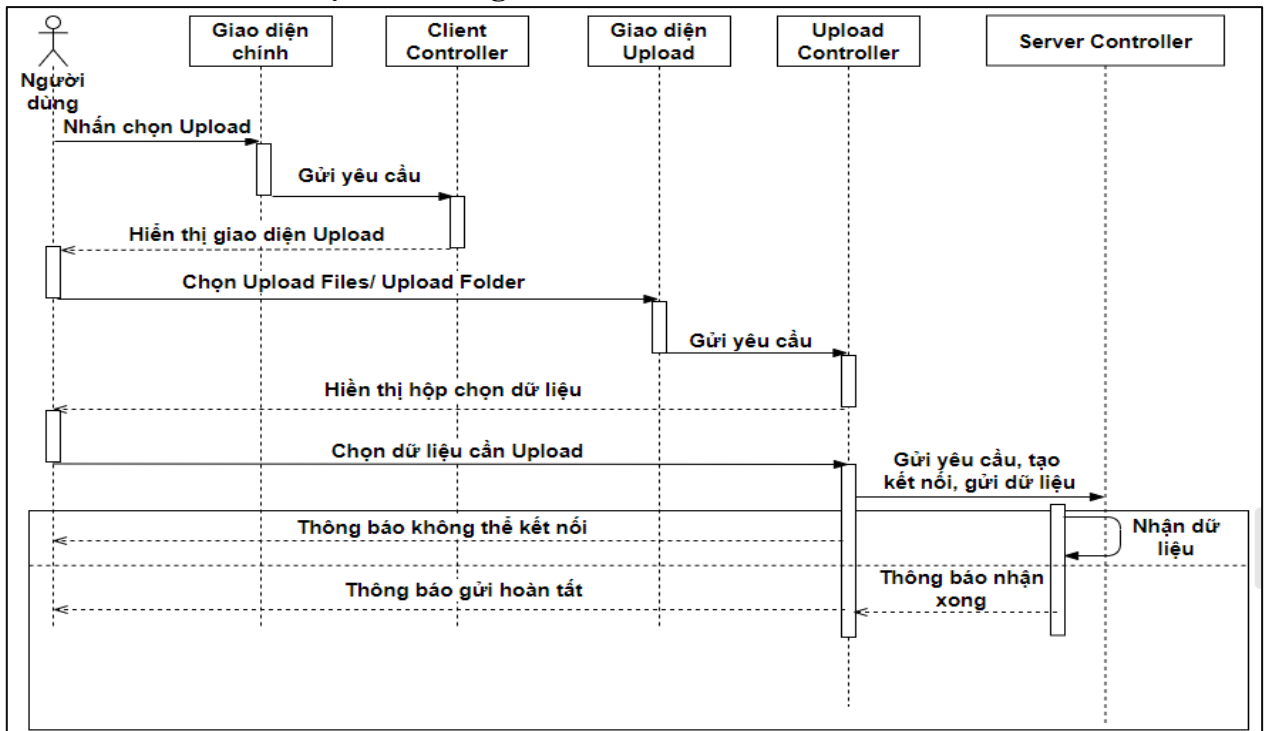 Giao diện
chính
Client
Controller
Giao diện
Upload
Upload
Controller
Server Controller
Người
dùng
Nhấn chọn Upload
Gửi yêu cầu
Hiển thị giao diện Upload
Chọn Upload Files/ Upload Folder
Gửi yêu cầu
Hiền thị hộp chọn dữ liệu
Chọn dữ liệu cần Upload
Gửi yêu cầu, tạo
kết nối, gửi dữ liệu
Thông báo không thể kết nối
Nhận dữ
liệu
Thông báo nhận
xong
Thông báo gửi hoàn tất